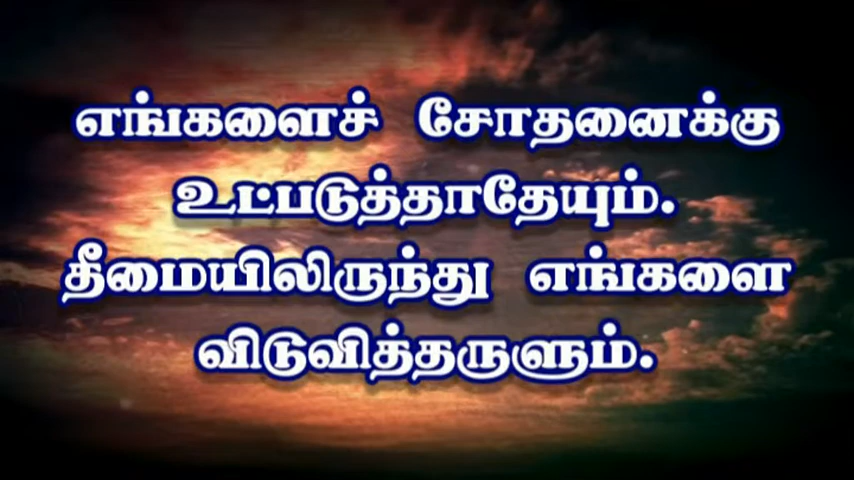 எங்களைச் சோதனைக்கு
உட்படுத்தாதேயும்.
தீமையிலிருந்து எங்களை
விடுவித்தருளும்.